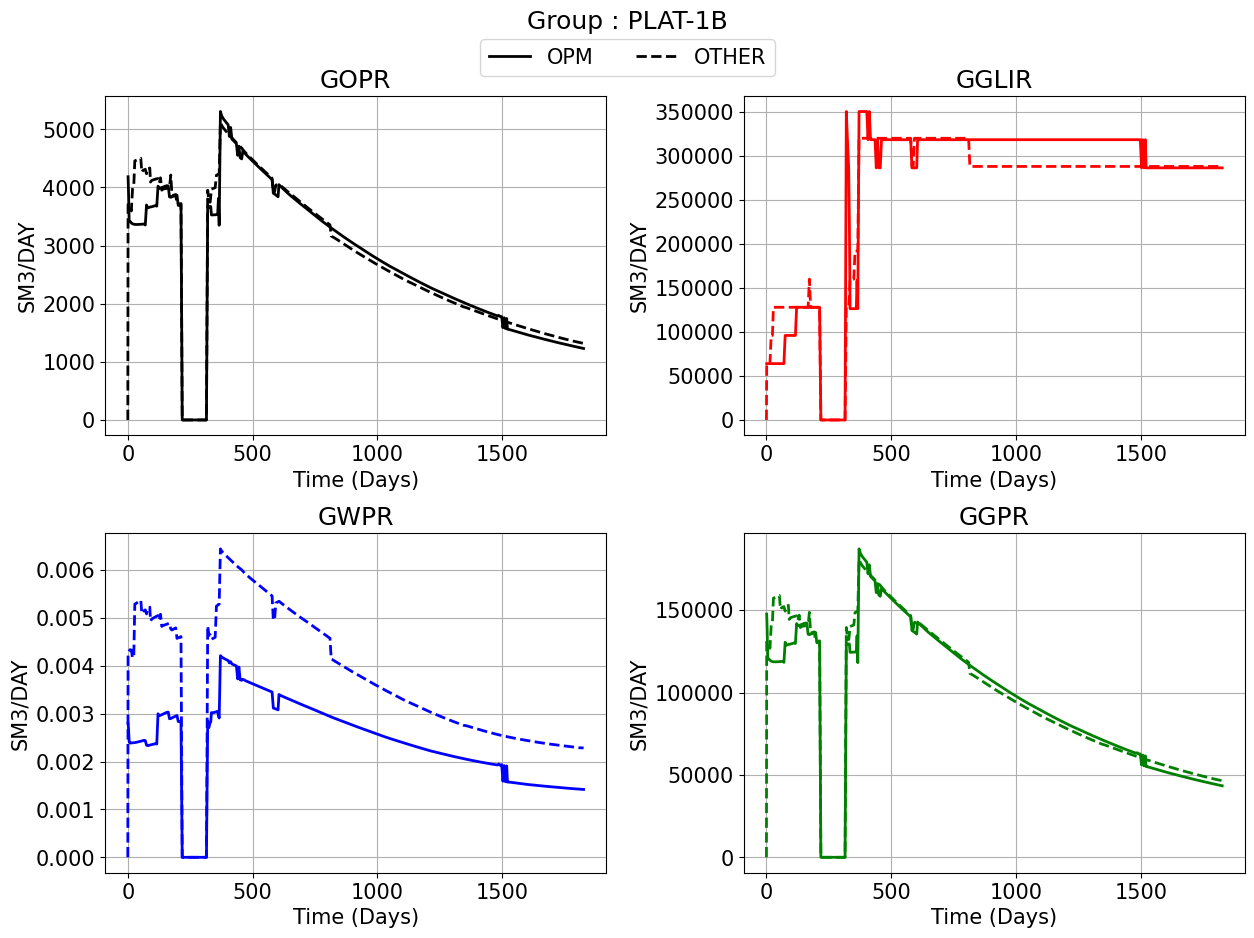 Group : PLAT-1B
OPM OTHER
GOPR
SM3/DAY
5000
4000
3000
2000
1000
0
0 500 1000 1500
Time (Days)
GGLIR
SM3/DAY
350000
300000
250000
200000
150000
100000
50000
0
0 500 1000 1500
Time (Days)
GWPR
SM3/DAY
0.006
0.005
0.004
0.003
0.002
0.001
0.000
0 500 1000 1500
Time (Days)
GGPR
SM3/DAY
150000
100000
50000
0
0 500 1000 1500
Time (Days)